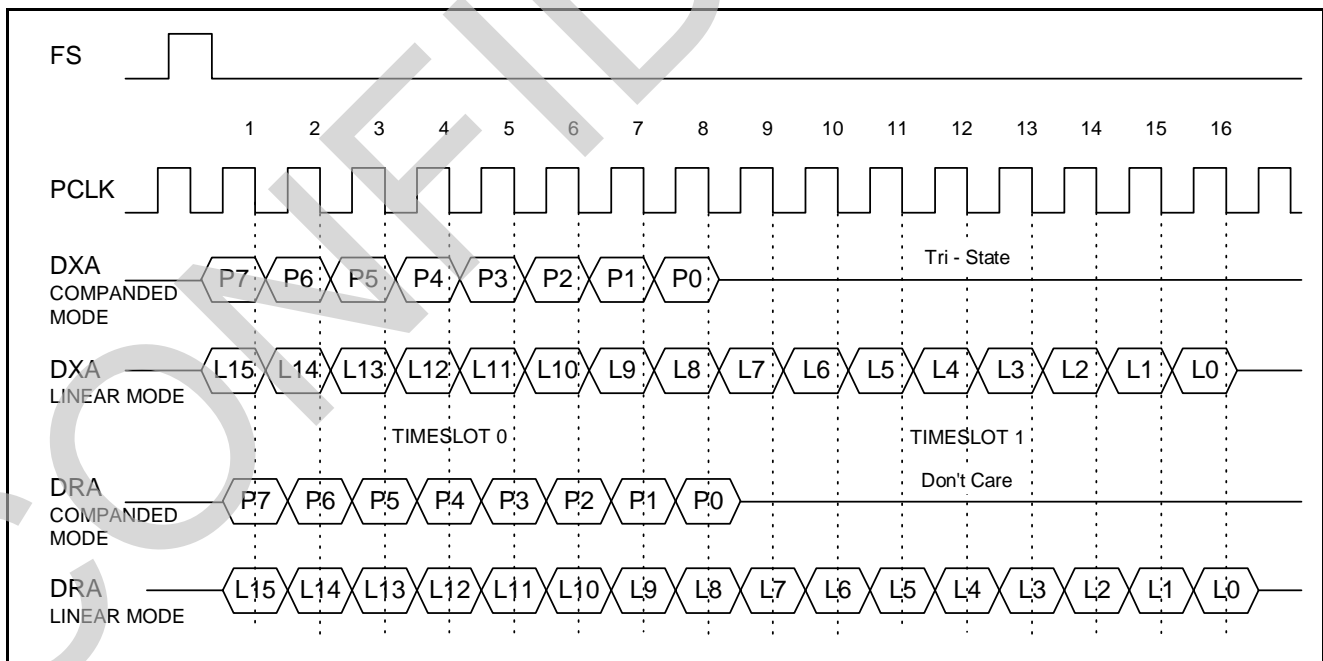 FS
1 2 3 4 5 6 7 8 9 10 11 12 13 14 15 16
PCLK
DXA
COMPANDED
MODE
P7 P6 P5 P4 P3 P2 P1 P0
Tri - State
DXA
LINEAR MODE
L15 L14 L13 L12 L11 L10 L9 L8 L7 L6 L5 L4 L3 L2 L1 L0
TIMESLOT 0
TIMESLOT 1
DRA
COMPANDED
MODE
P7 P6 P5 P4 P3 P2 P1 P0
Don't Care
DRA
LINEAR MODE
L15 L14 L13 L12 L11 L10 L9 L8 L7 L6 L5 L4 L3 L2 L1 L0
CONFID